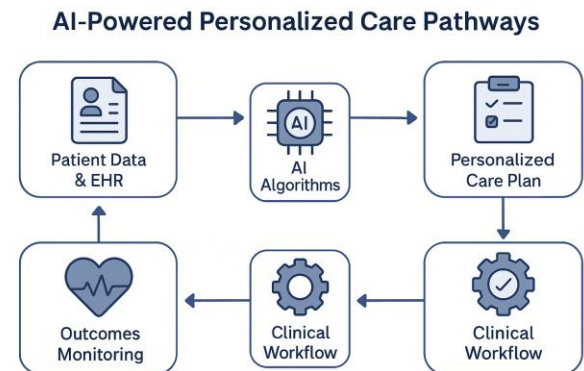 AI-Powered Personalized Care Pathways
Patient Data
& EHR
AI
AI
Algorithms
Personalized
Care Plan
Outcomes
Monitoring
Clinical
Workflow
Clinical
Workflow